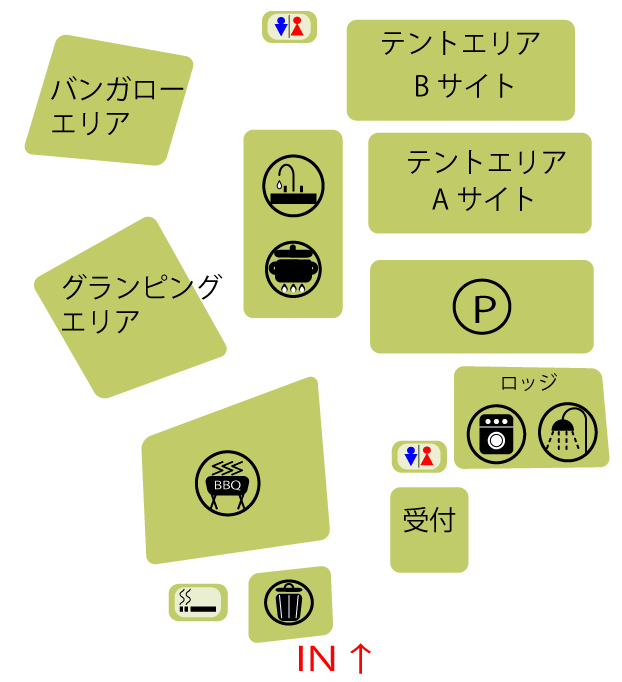 テントエリア
B サイト
バンガロー
エリア
テントエリア
A サイト
グランピング
エリア
P
ロッジ
BBQ
受付
IN ↑